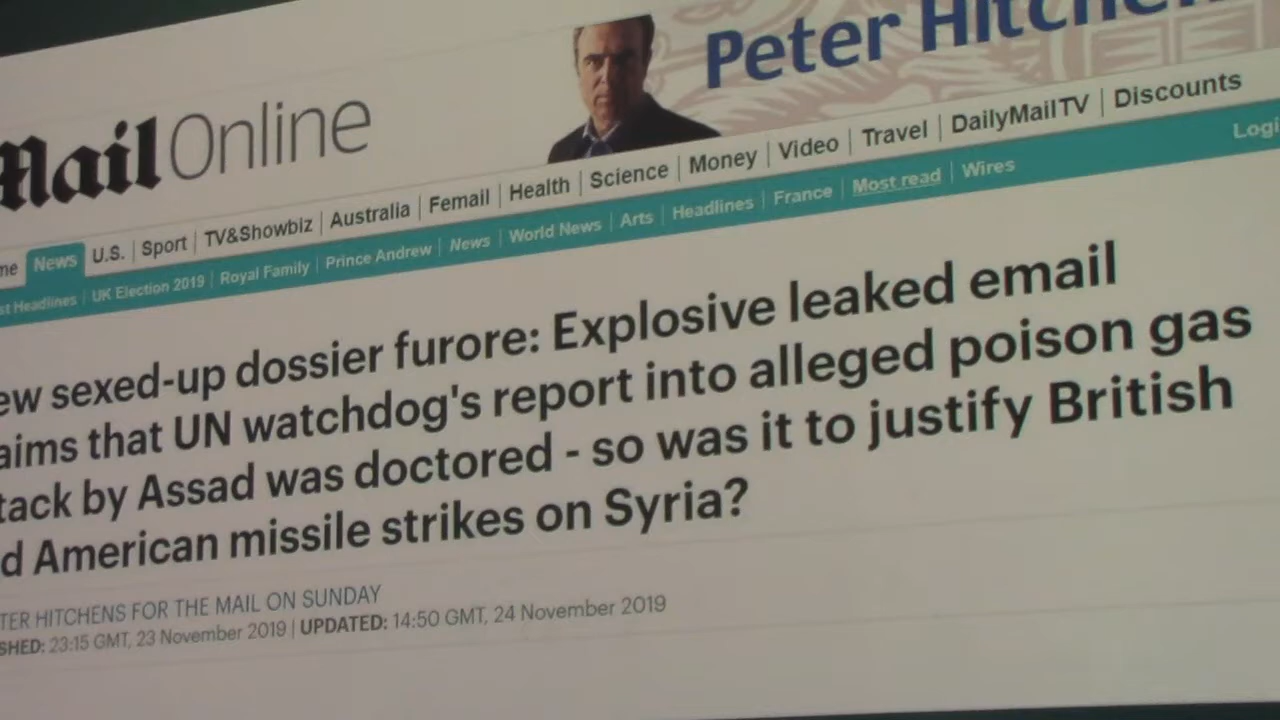 Mail Online
Peter Hitchen
me News U.S. Sport TV&Showbiz Australia Femail Health Science Money Video Travel DailyMailTV Discounts
st Headlines UK Election 2019 Royal Family Prince Andrew News World News Arts Headlines France Most read Wires Logi
ew sexed-up dossier furore: Explosive leaked email
aims that UN watchdog's report into alleged poison gas
tack by Assad was doctored - so was it to justify British
d American missile strikes on Syria?
TER HITCHENS FOR THE MAIL ON SUNDAY
SHED: 23:15 GMT, 23 November 2019 | UPDATED: 14:50 GMT, 24 November 2019